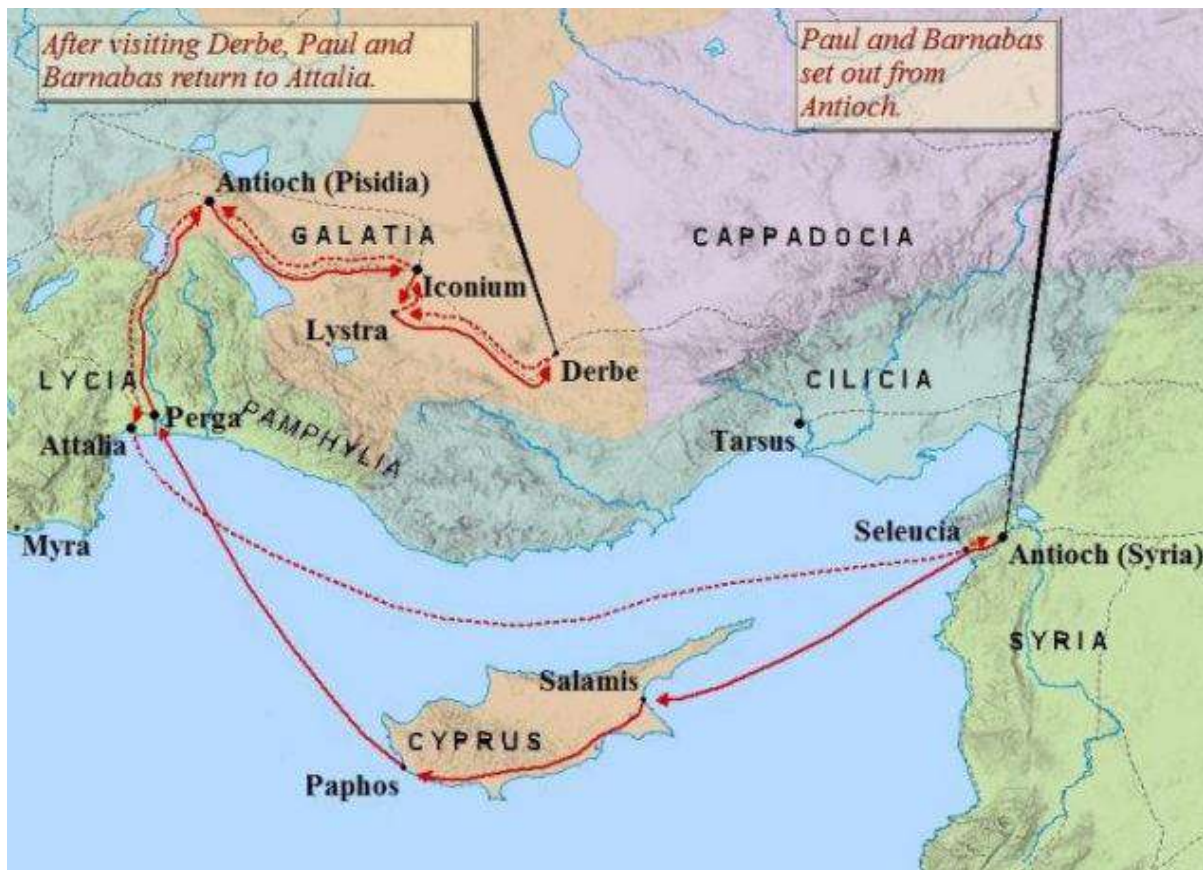 After visiting Derbe, Paul and
Barnabas return to Attalia.
Paul and Barnabas
set out from
Antioch.
Antioch (Pisidia)
GALATIA
CAPPADOCIA
Iconium
Lystra
Derbe
LYCIA
CILICIA
Perga
PAMPHYLIA
Attalia
Tarsus
Myra
Seleucia
Antioch (Syria)
SYRIA
Salamis
CYPRUS
Paphos